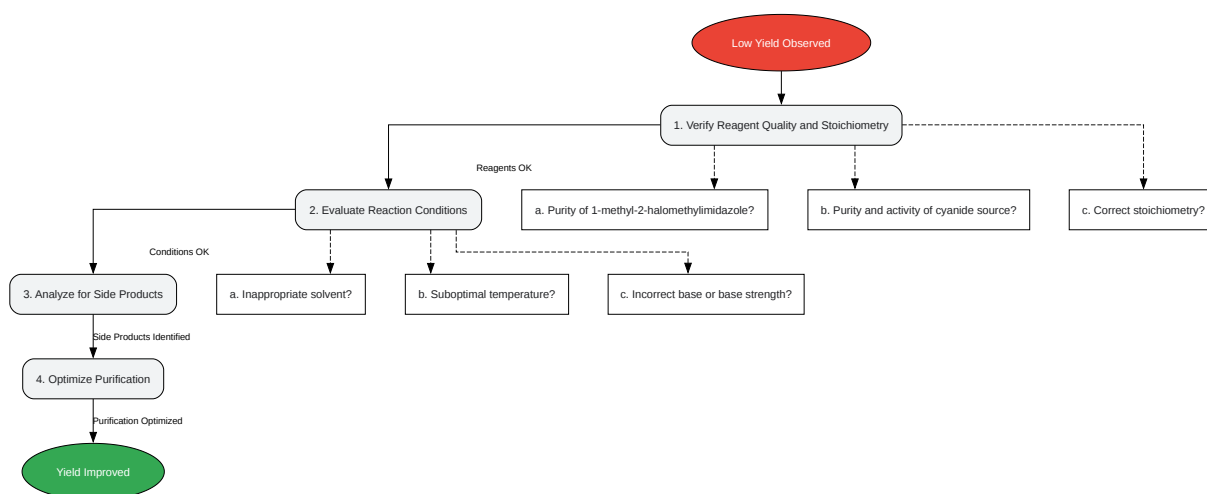 Low Yield Observed
1. Verify Reagent Quality and Stoichiometry
Reagents OK
2. Evaluate Reaction Conditions
a. Purity of 1-methyl-2-halomethylimidazole?
b. Purity and activity of cyanide source?
c. Correct stoichiometry?
Conditions OK
3. Analyze for Side Products
a. Inappropriate solvent?
b. Suboptimal temperature?
c. Incorrect base or base strength?
Side Products Identified
4. Optimize Purification
Purification Optimized
Yield Improved